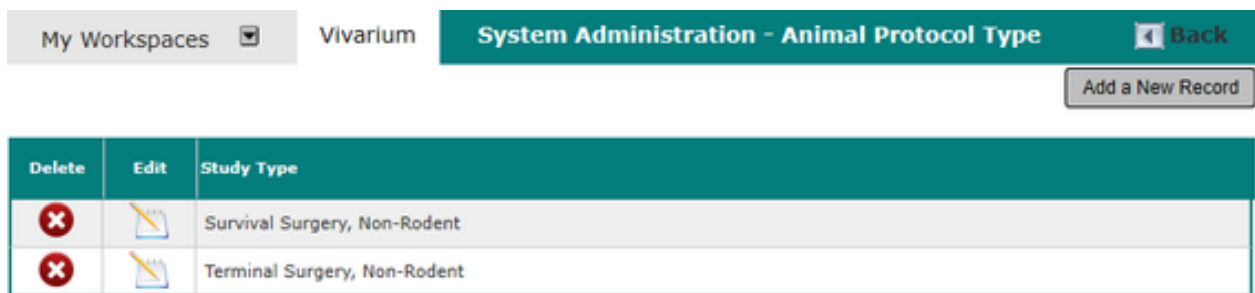 My Workspaces Vivarium System Administration - Animal Protocol Type Back
Add a New Record
Delete Edit Study Type
Survival Surgery, Non-Rodent
Terminal Surgery, Non-Rodent